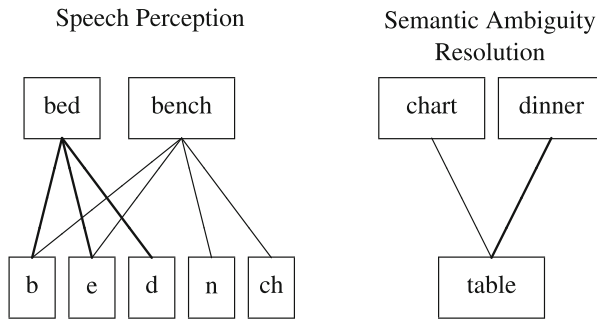 Speech Perception
Semantic Ambiguity
Resolution
bed
bench
chart
dinner
b
e
d
n
ch
table